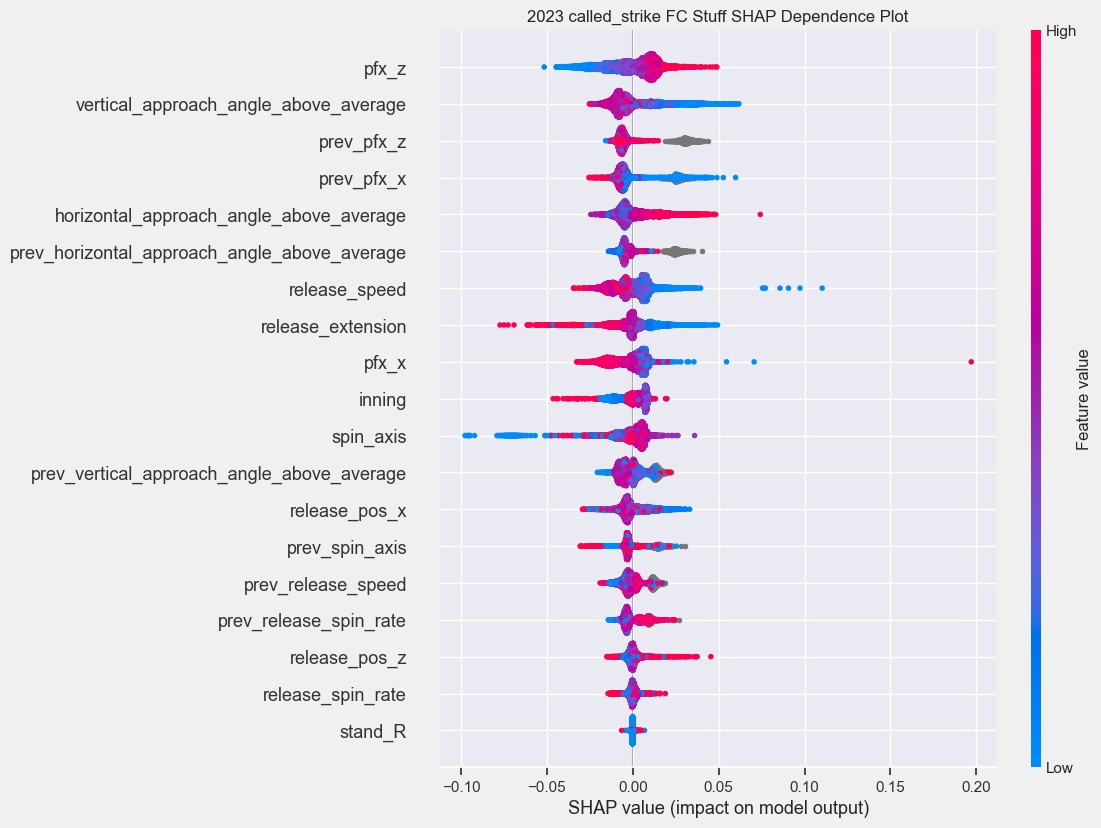 2023 called_strike FC Stuff SHAP Dependence Plot
High
pfx_z
vertical_approach_angle_above_average
prev_pfx_z
prev_pfx_x
horizontal_approach_angle_above_average
prev_horizontal_approach_angle_above_average
release_speed
release_extension
pfx_x
inning
spin_axis
prev_vertical_approach_angle_above_average
release_pos_x
prev_spin_axis
prev_release_speed
prev_release_spin_rate
release_pos_z
release_spin_rate
stand_R
Feature value
Low
−0.10 −0.05 0.00 0.05 0.10 0.15 0.20
SHAP value (impact on model output)